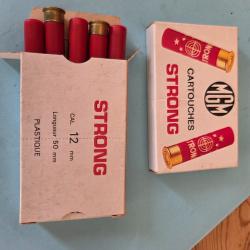 STRONG
CAL. 12 mm
Longueur 50 mm
PLASTIQUE
MGM
CARTOUCHES
STRONG